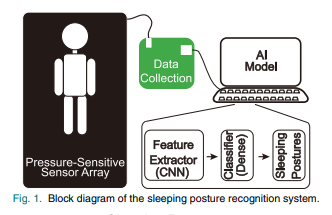 Pressure-Sensitive
Sensor Array
Data
Collection
AI
Model
Feature
Extractor
(CNN)
Classifier
(Dense)
Sleeping
Postures
Fig. 1. Block diagram of the sleeping posture recognition system.